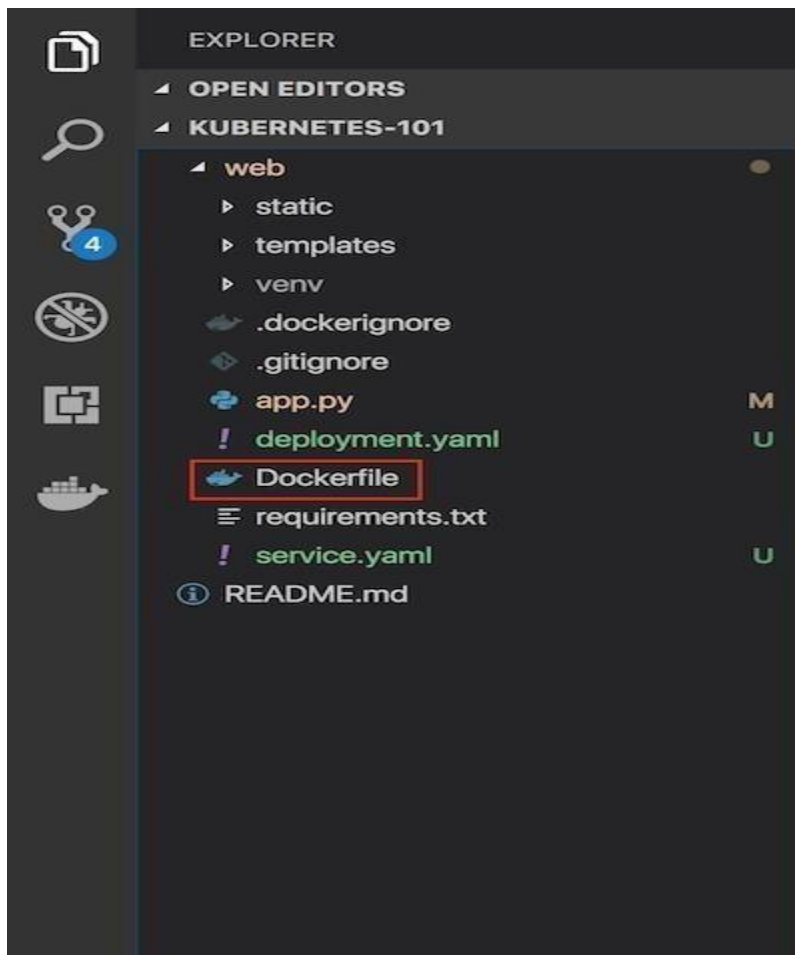 EXPLORER
OPEN EDITORS
KUBERNETES-101
web
static
templates
4
venv
.dockerignore
.gitignore
app.py M
deployment.yaml U
Dockerfile
requirements.txt
service.yaml U
README.md